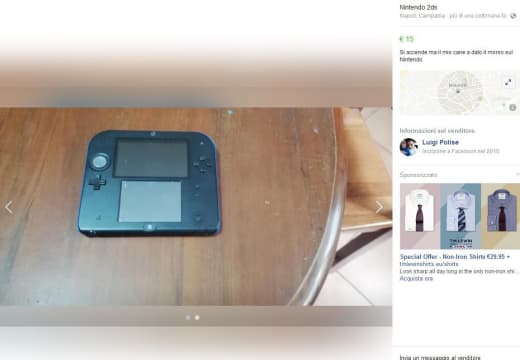 Nintendo 2ds
Napoli, Campania · più di una settimana fa ·
€ 15
Si accende ma il mio cane a dato il morso sul
Nintendo
Informazioni sul venditore
Luigi Polise
Iscrizione a Facebook nel 2010
Sponsorizzato
T.M.LEWIN
Special Offer - Non-Iron Shirts €29.95 +
tmlewinshirts.eu/shirts
Look sharp all day long in the only non-iron shi...
Acquista ora
Invia un messaggio al venditore